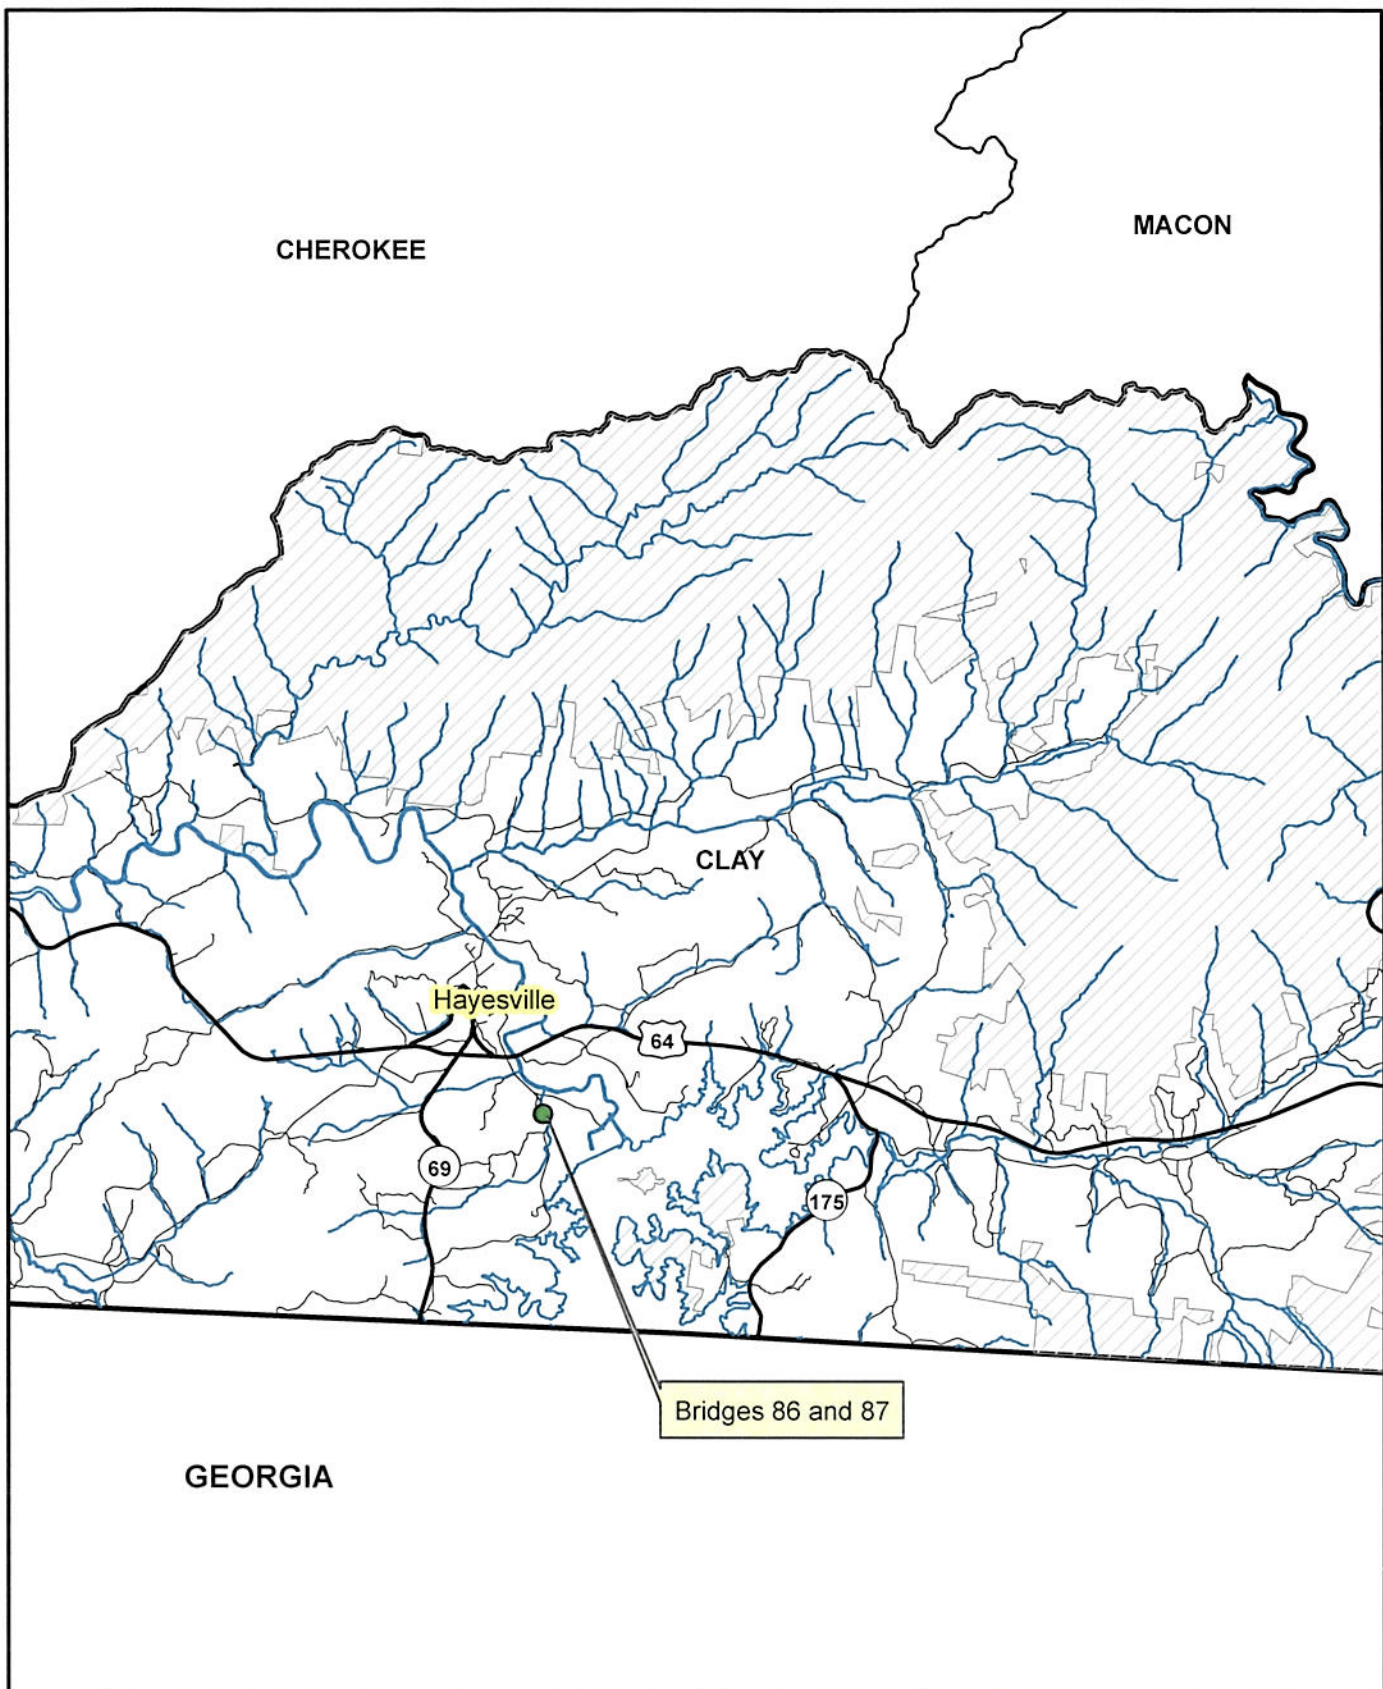 MACON
CHEROKEE
CLAY
Hayesville
64
69
175
Bridges 86 and 87
GEORGIA